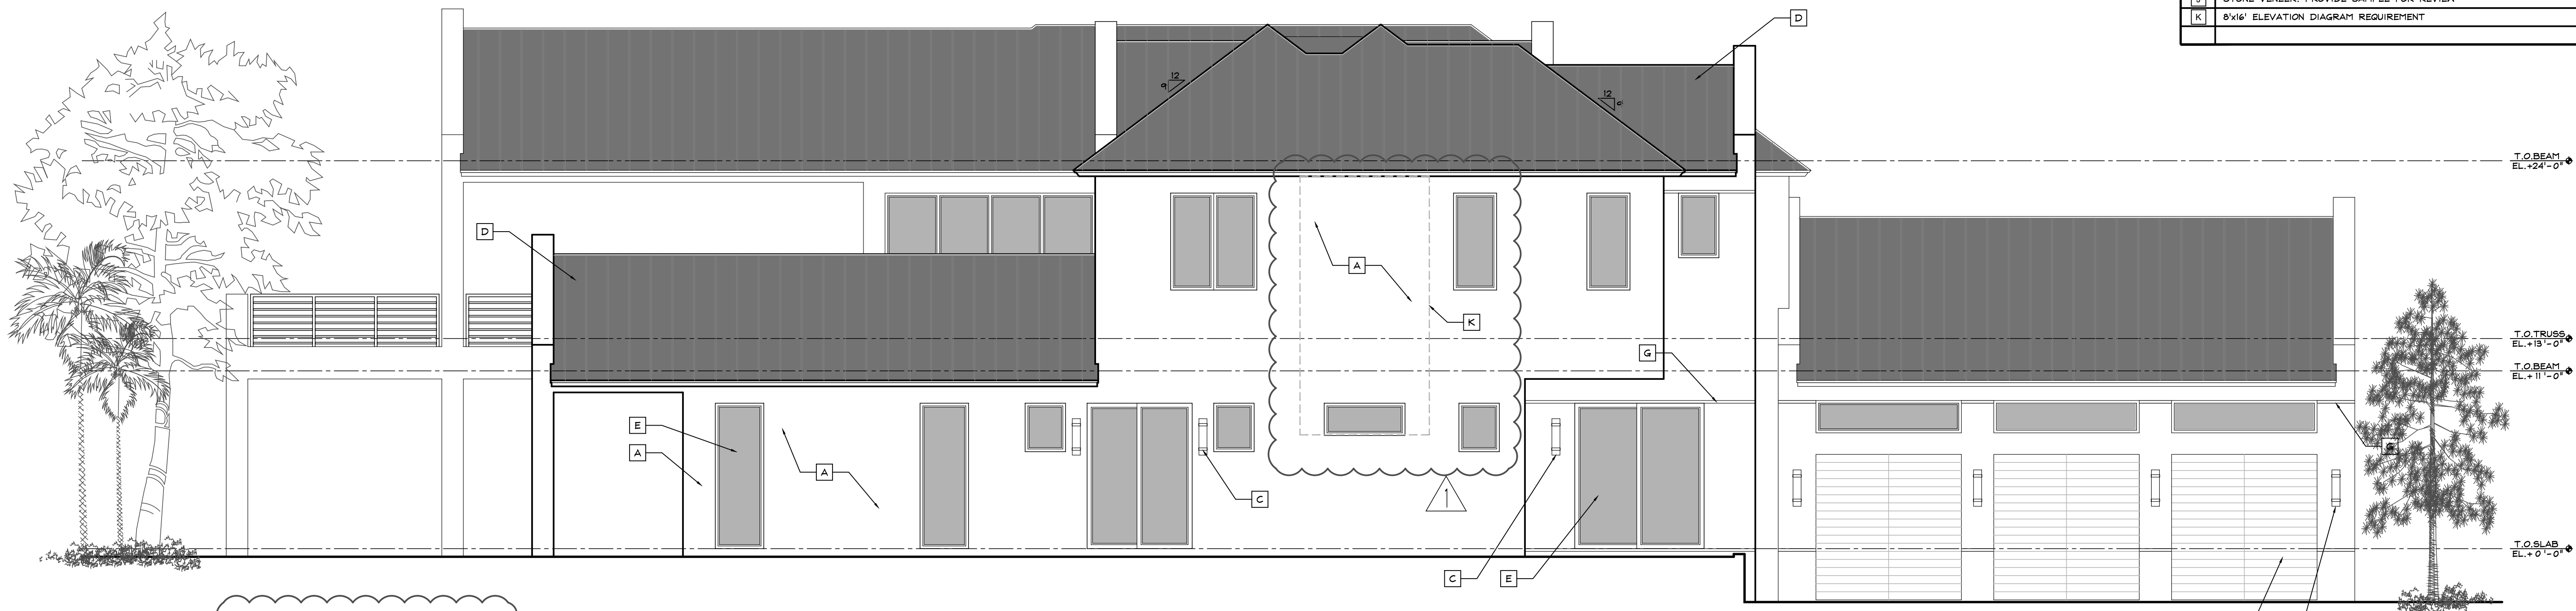 K 8'x16' ELEVATION DIAGRAM REQUIREMENT
D
12
9
12
9
T.O.BEAM
EL.+24'-0"
D
A
K
G
T.O.TRUSS
EL.+13'-0"
T.O.BEAM
EL.+ 11 '-0"
E
A
A
G
C
1
C
E
T.O.SLAB
EL.+ 0 '-0"